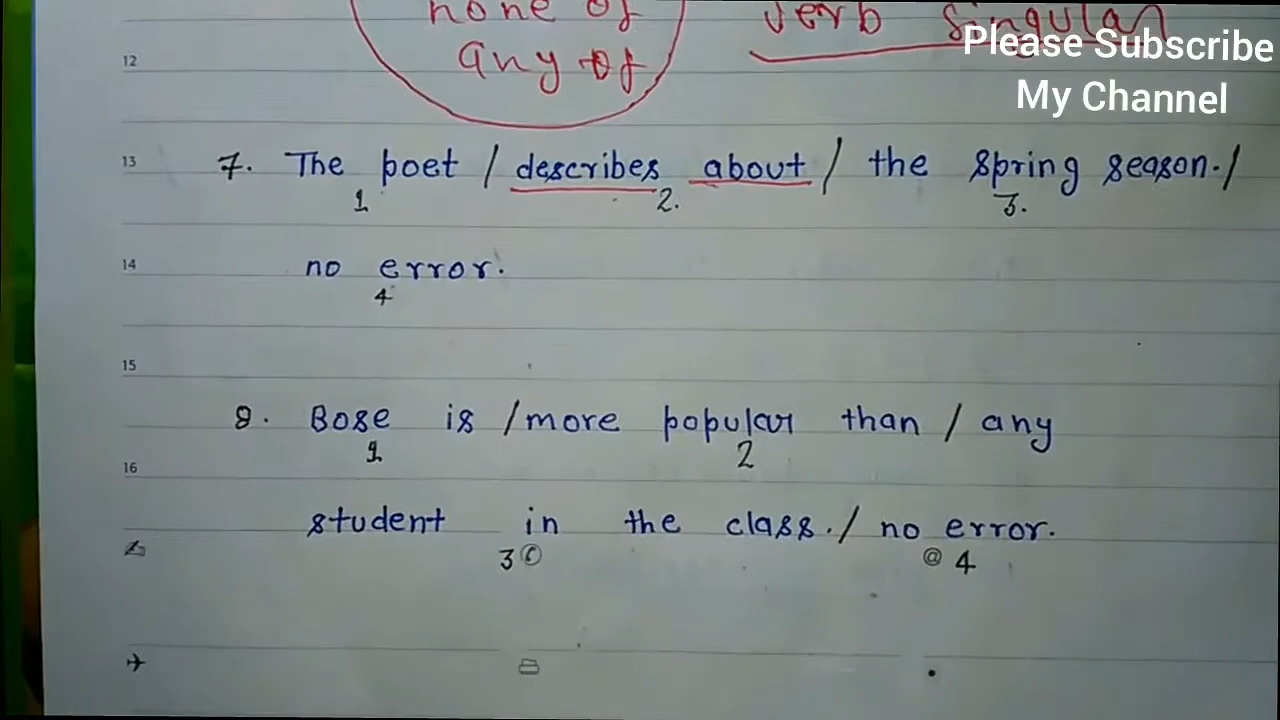 none of verb singular
Please Subscribe
12 any of
My Channel
13 7. The poet / describes about / the spring season. /
1 2. 3.
14 no error.
4
15
8. Bose is / more popular than / any
1 2
16
student in the class. / no error.
3 4